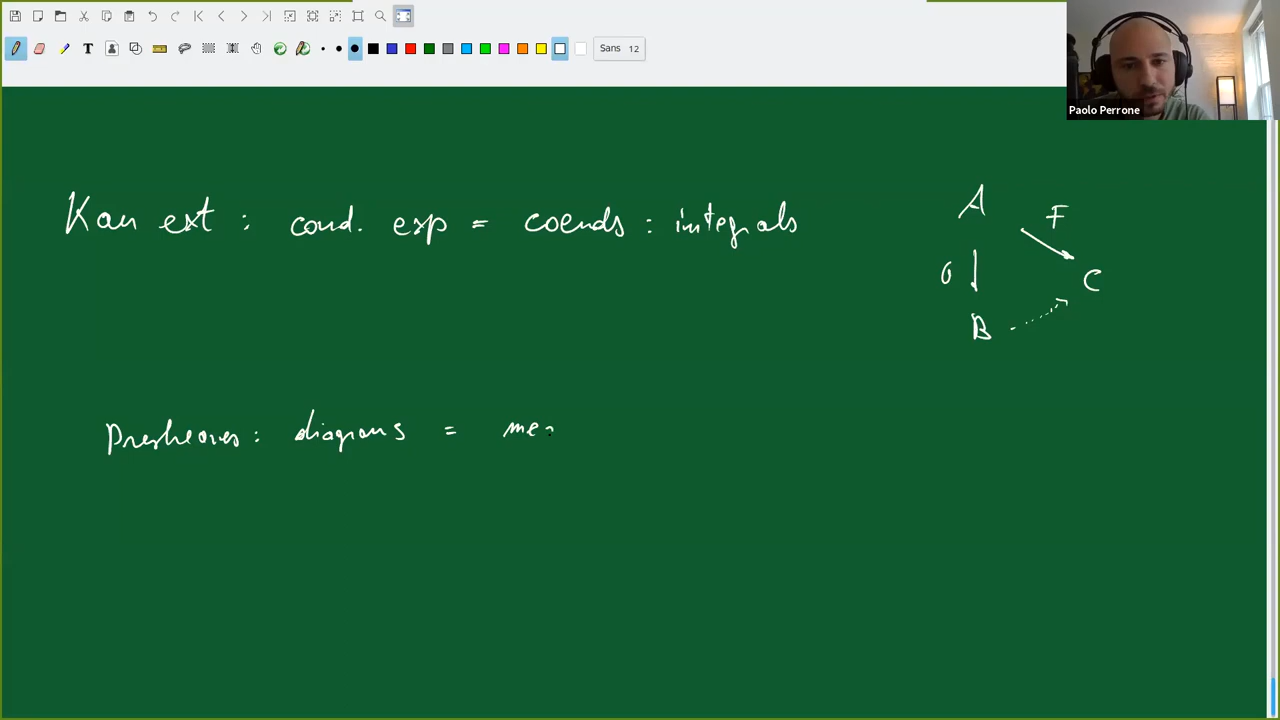 Sans 12
Paolo Perrone
Kan ext : cond. exp = coends : integrals
A
F
G
C
B
Presheaves : diagrams = me